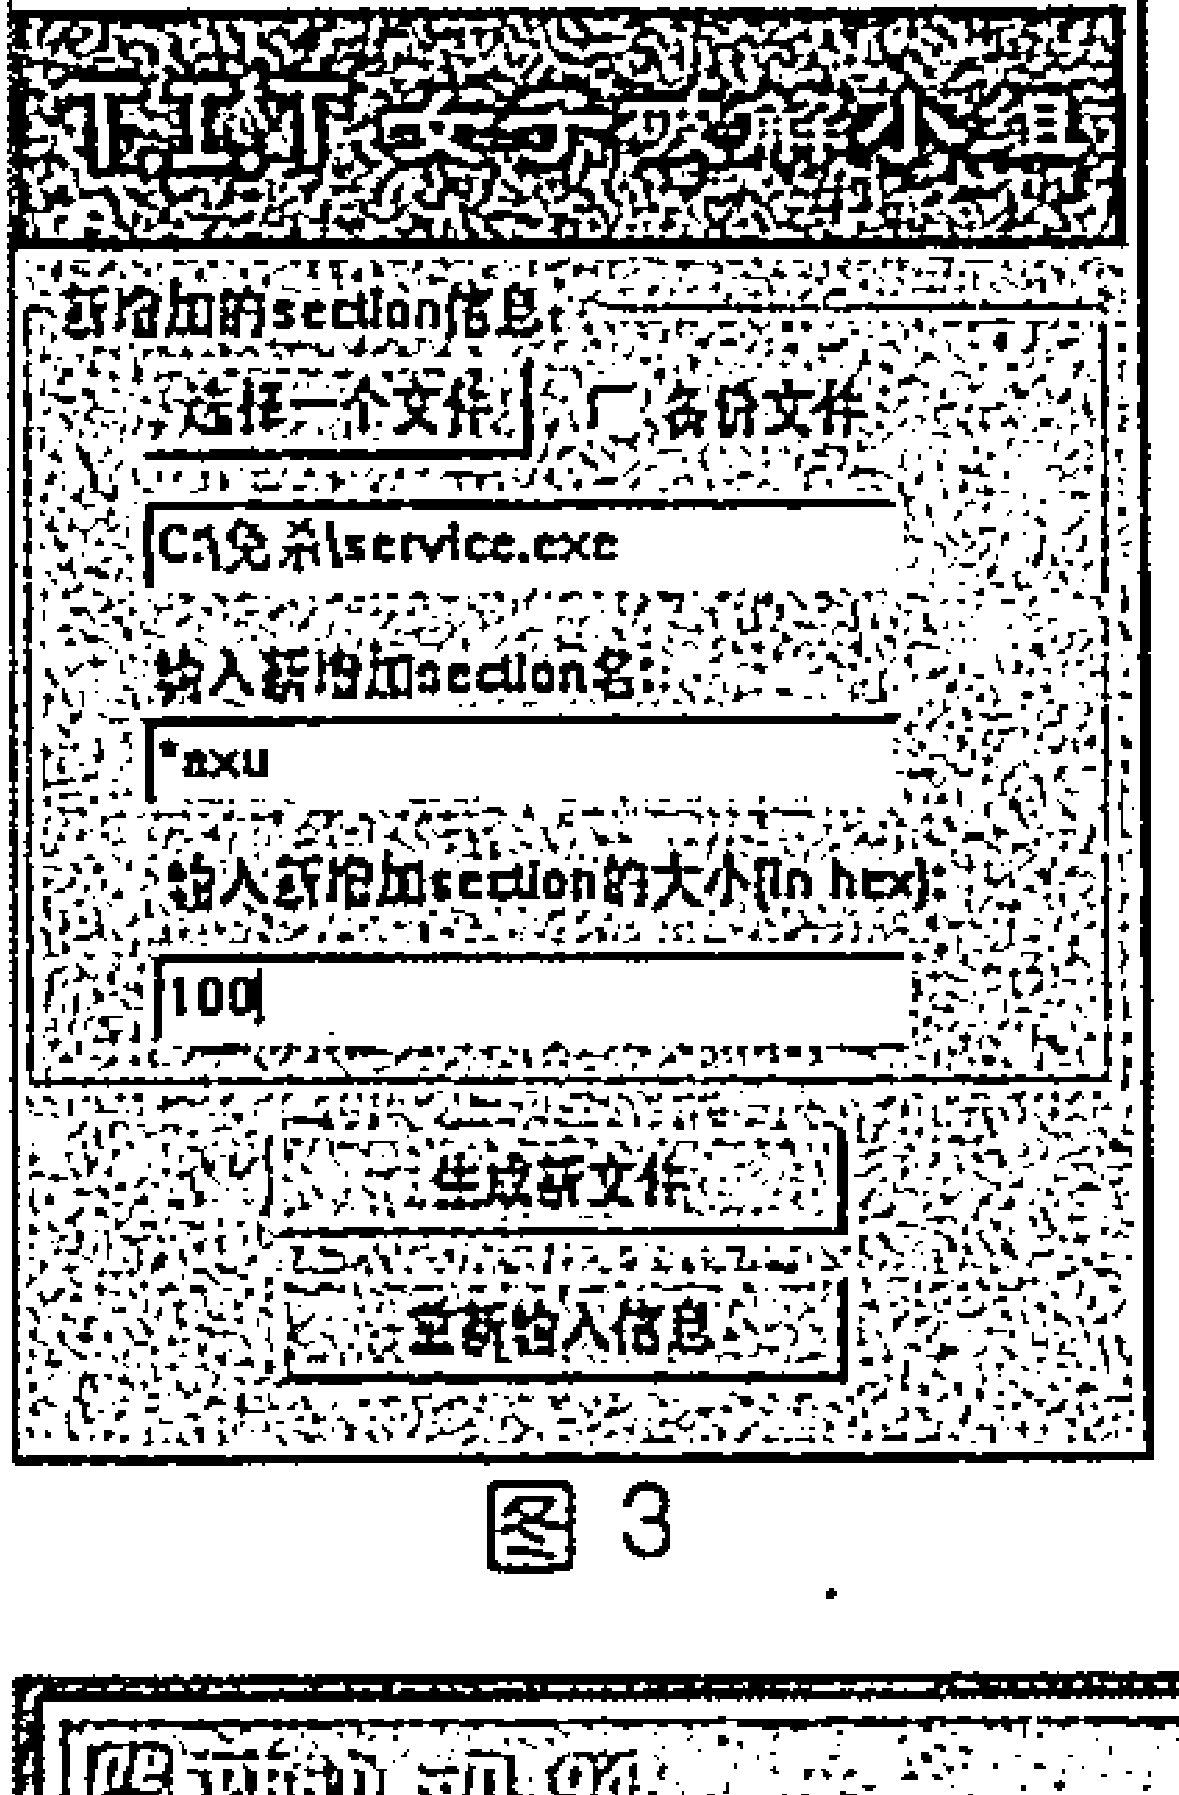 新增加的section信息:
选择一个文件 备份文件
C:\免杀\service.exe
输入新增加section名:
*nxu
输入新增加section的大小(in hex):
100
生成新文件
重新输入信息
图 3